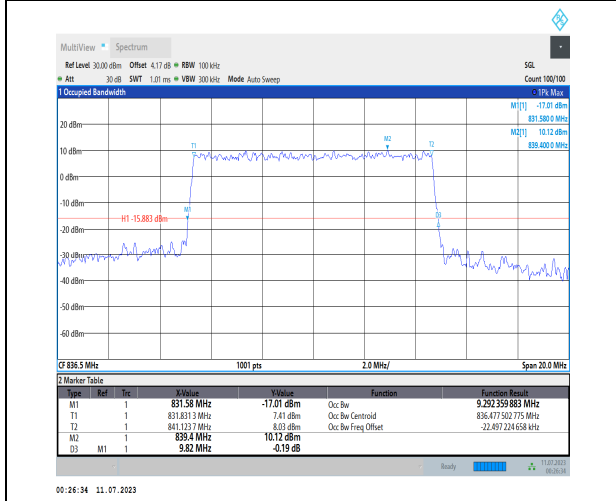 MultiView Spectrum
Ref Level 30.00 dBm Offset 4.17 dB RBW 100 kHz SGL
Att 30 dB SWT 1.01 ms VBW 300 kHz Mode Auto Sweep Count 100/100
1 Occupied Bandwidth 1Pk Max
M1[1] -17.01 dBm
831.580 0 MHz
M2[1] 10.12 dBm
839.400 0 MHz
20 dBm
10 dBm
0 dBm
-10 dBm
-20 dBm
-30 dBm
-40 dBm
-50 dBm
-60 dBm
T1
M2
T2
M1
D3
H1 -15.883 dBm
CF 836.5 MHz 1001 pts 2.0 MHz/ Span 20.0 MHz
2 Marker Table
Type Ref Trc X-Value Y-Value Function Function Result
M1 1 831.58 MHz -17.01 dBm Occ Bw 9.292 359 883 MHz
T1 1 831.831 3 MHz 7.41 dBm Occ Bw Centroid 836.477 502 775 MHz
T2 1 841.123 7 MHz 8.03 dBm Occ Bw Freq Offset -22.497 224 658 kHz
M2 1 839.4 MHz 10.12 dBm
D3 M1 1 9.82 MHz -0.19 dB
Ready 11.07.2023
00:26:34
00:26:34 11.07.2023